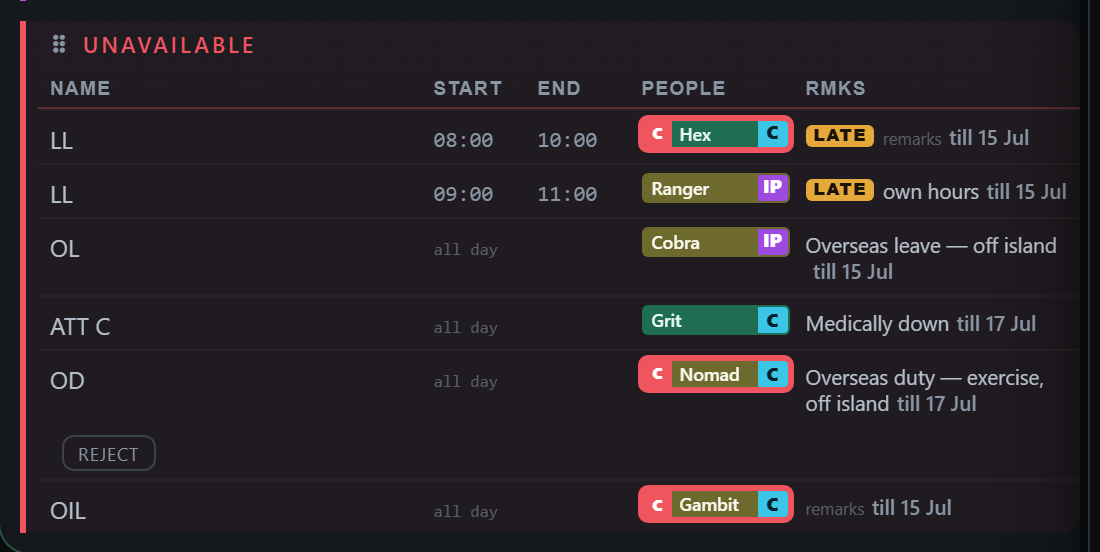 UNAVAILABLE
NAME START END PEOPLE RMKS
LL 08:00 10:00 C Hex C LATE remarks till 15 Jul
LL 09:00 11:00 Ranger IP LATE own hours till 15 Jul
OL all day Cobra IP Overseas leave — off island
till 15 Jul
ATT C all day Grit C Medically down till 17 Jul
OD all day C Nomad C Overseas duty — exercise,
off island till 17 Jul
REJECT
OIL all day C Gambit C remarks till 15 Jul